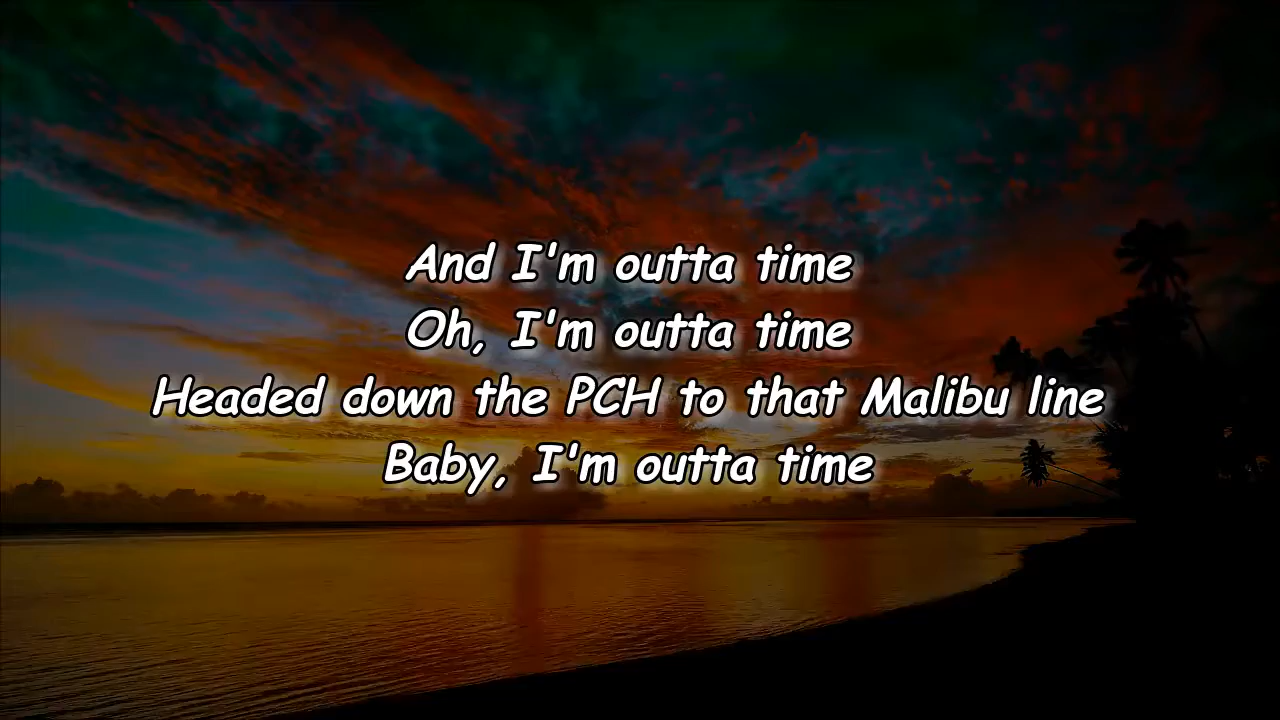 And I'm outta time
Oh, I'm outta time
Headed down the PCH to that Malibu line
Baby, I'm outta time